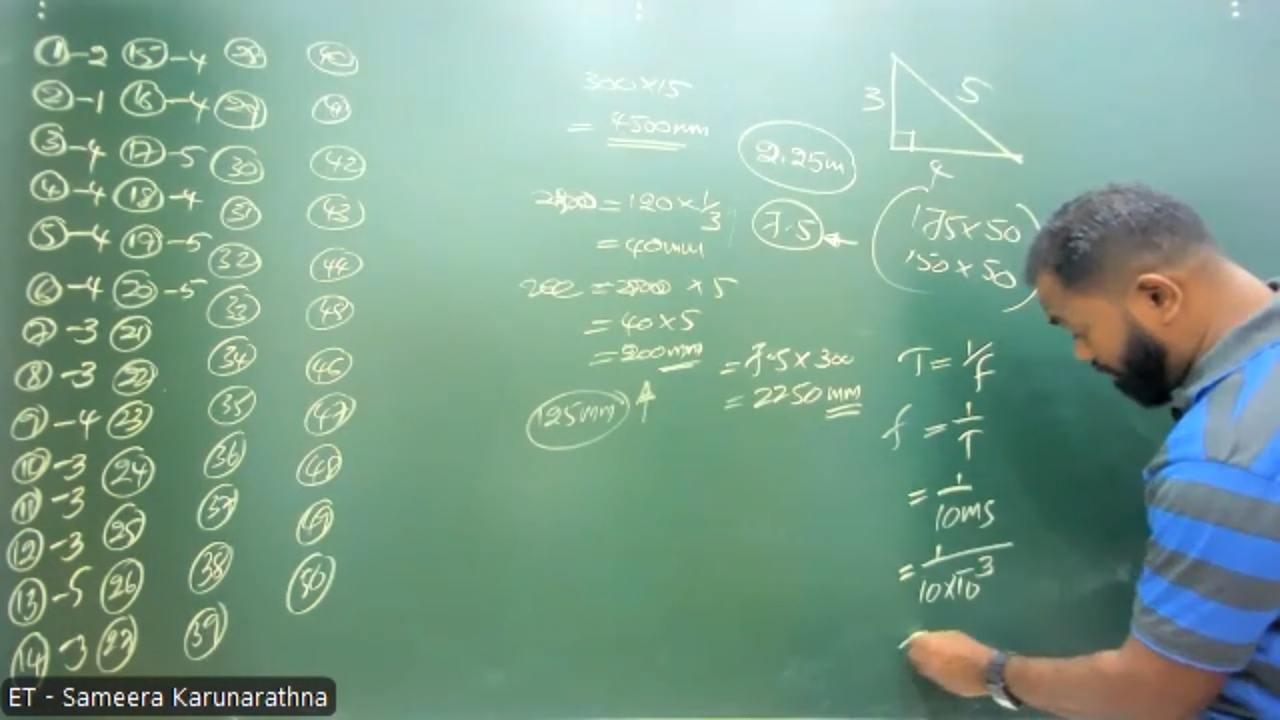 ①-2 ⑮-4 ㉘ ㊵
②-1 ⑯-4 ㉙ ㊶
③-4 ⑰-5 ㉚ ㊷
④-4 ⑱-4 ㉛ ㊸
⑤-4 ⑲-5 ㉜ ㊹
⑥-4 ⑳-5 ㉝ ㊺
⑦-3 ㉑ ㉞ ㊻
⑧-3 ㉒ ㉟ ㊼
⑨-4 ㉓ ㊱ ㊽
⑩-3 ㉔ ㊲ ㊾
⑪-3 ㉕ ㊳ ㊿
⑫-3 ㉖ ㊴
⑬-5 ㉗
⑭-3
300×15
= 4500mm
= 120 × 1/3
= 40mm
200 = × 5
= 40×5
= 200mm
125mm ↑
2.25m
7.5 ←
= 7.5×300
= 2250mm
3 5
4
(175×50
150×50)
T = 1/f
f = 1/T
= 1/10ms
= 1/10×10⁻³
ET - Sameera Karunarathna